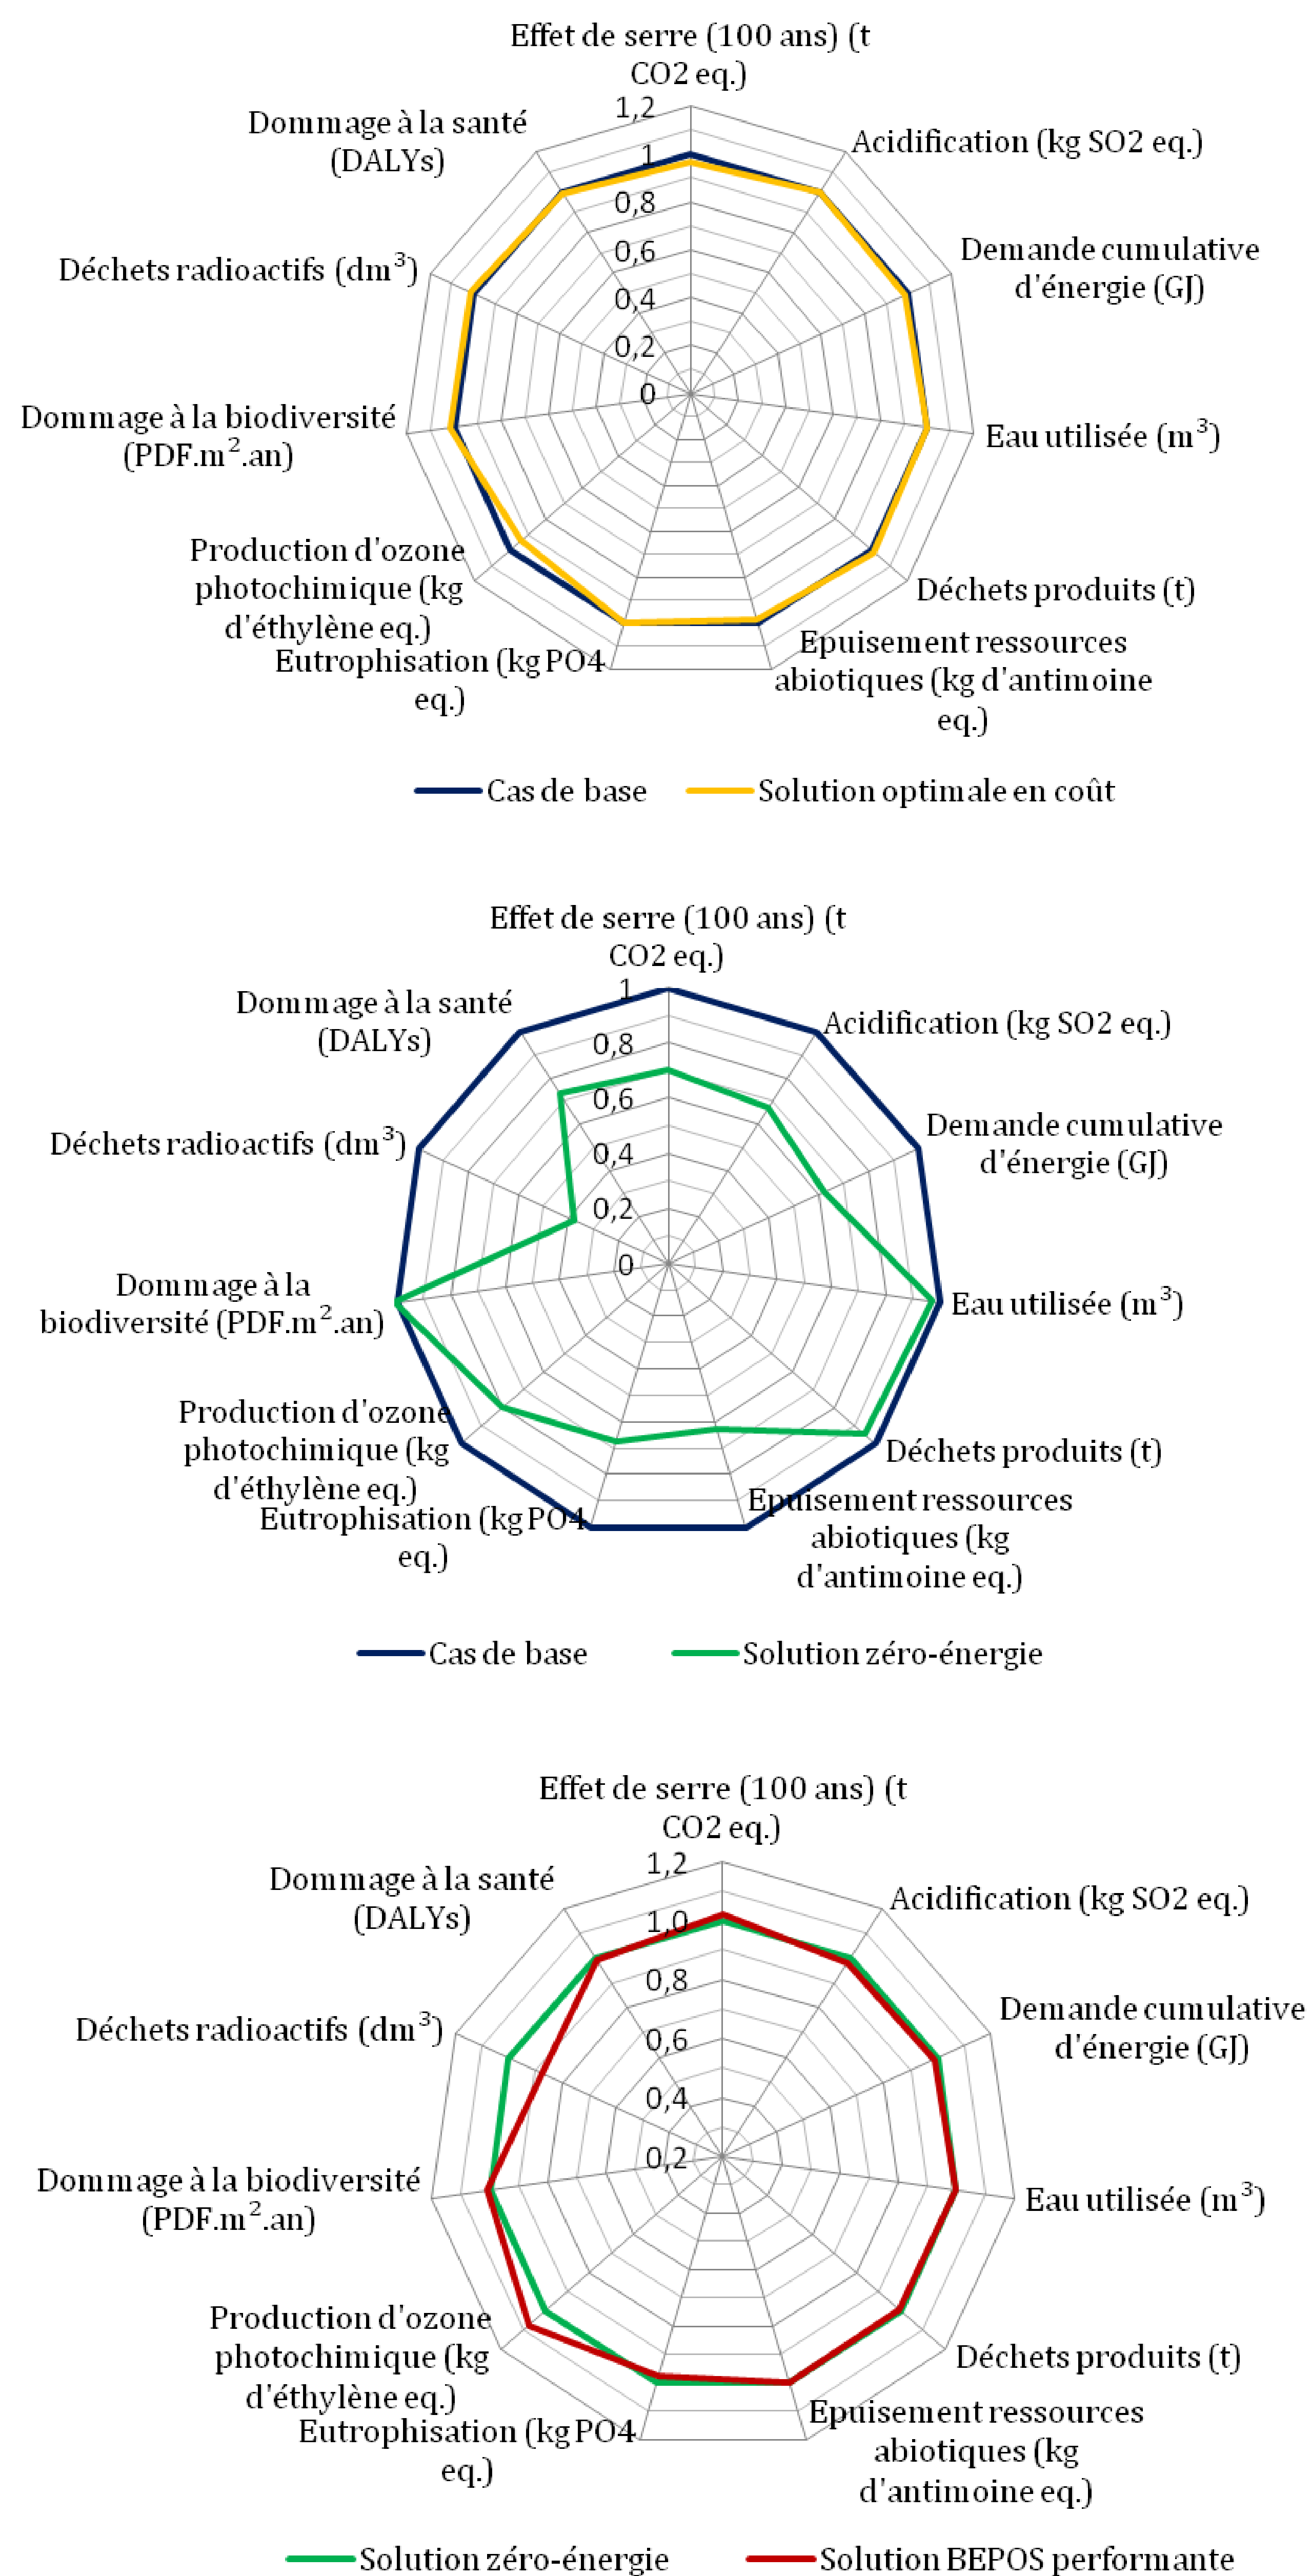 Effet de serre (100 ans) (t
CO2 eq.)
Dommage à la santé
(DALYs)
1,2
1
0,8
0,6
0,4
0,2
0
Acidification (kg SO2 eq.)
Déchets radioactifs (dm³)
Demande cumulative
d'énergie (GJ)
Dommage à la biodiversité
(PDF.m².an)
Eau utilisée (m³)
Production d'ozone
photochimique (kg
d'éthylène eq.)
Déchets produits (t)
Eutrophisation (kg PO4
eq.)
Epuisement ressources
abiotiques (kg d'antimoine
eq.)
Cas de base
Solution optimale en coût
Effet de serre (100 ans) (t
CO2 eq.)
Dommage à la santé
(DALYs)
1
0,8
0,6
0,4
0,2
0
Acidification (kg SO2 eq.)
Déchets radioactifs (dm³)
Demande cumulative
d'énergie (GJ)
Dommage à la
biodiversité (PDF.m².an)
Eau utilisée (m³)
Production d'ozone
photochimique (kg
d'éthylène eq.)
Déchets produits (t)
Eutrophisation (kg PO4
eq.)
Epuisement ressources
abiotiques (kg
d'antimoine eq.)
Cas de base
Solution zéro-énergie
Effet de serre (100 ans) (t
CO2 eq.)
Dommage à la santé
(DALYs)
1,2
1,0
0,8
0,6
0,4
0,2
Acidification (kg SO2 eq.)
Déchets radioactifs (dm³)
Demande cumulative
d'énergie (GJ)
Dommage à la biodiversité
(PDF.m².an)
Eau utilisée (m³)
Production d'ozone
photochimique (kg
d'éthylène eq.)
Déchets produits (t)
Eutrophisation (kg PO4
eq.)
Epuisement ressources
abiotiques (kg
d'antimoine eq.)
Solution zéro-énergie
Solution BEPOS performante